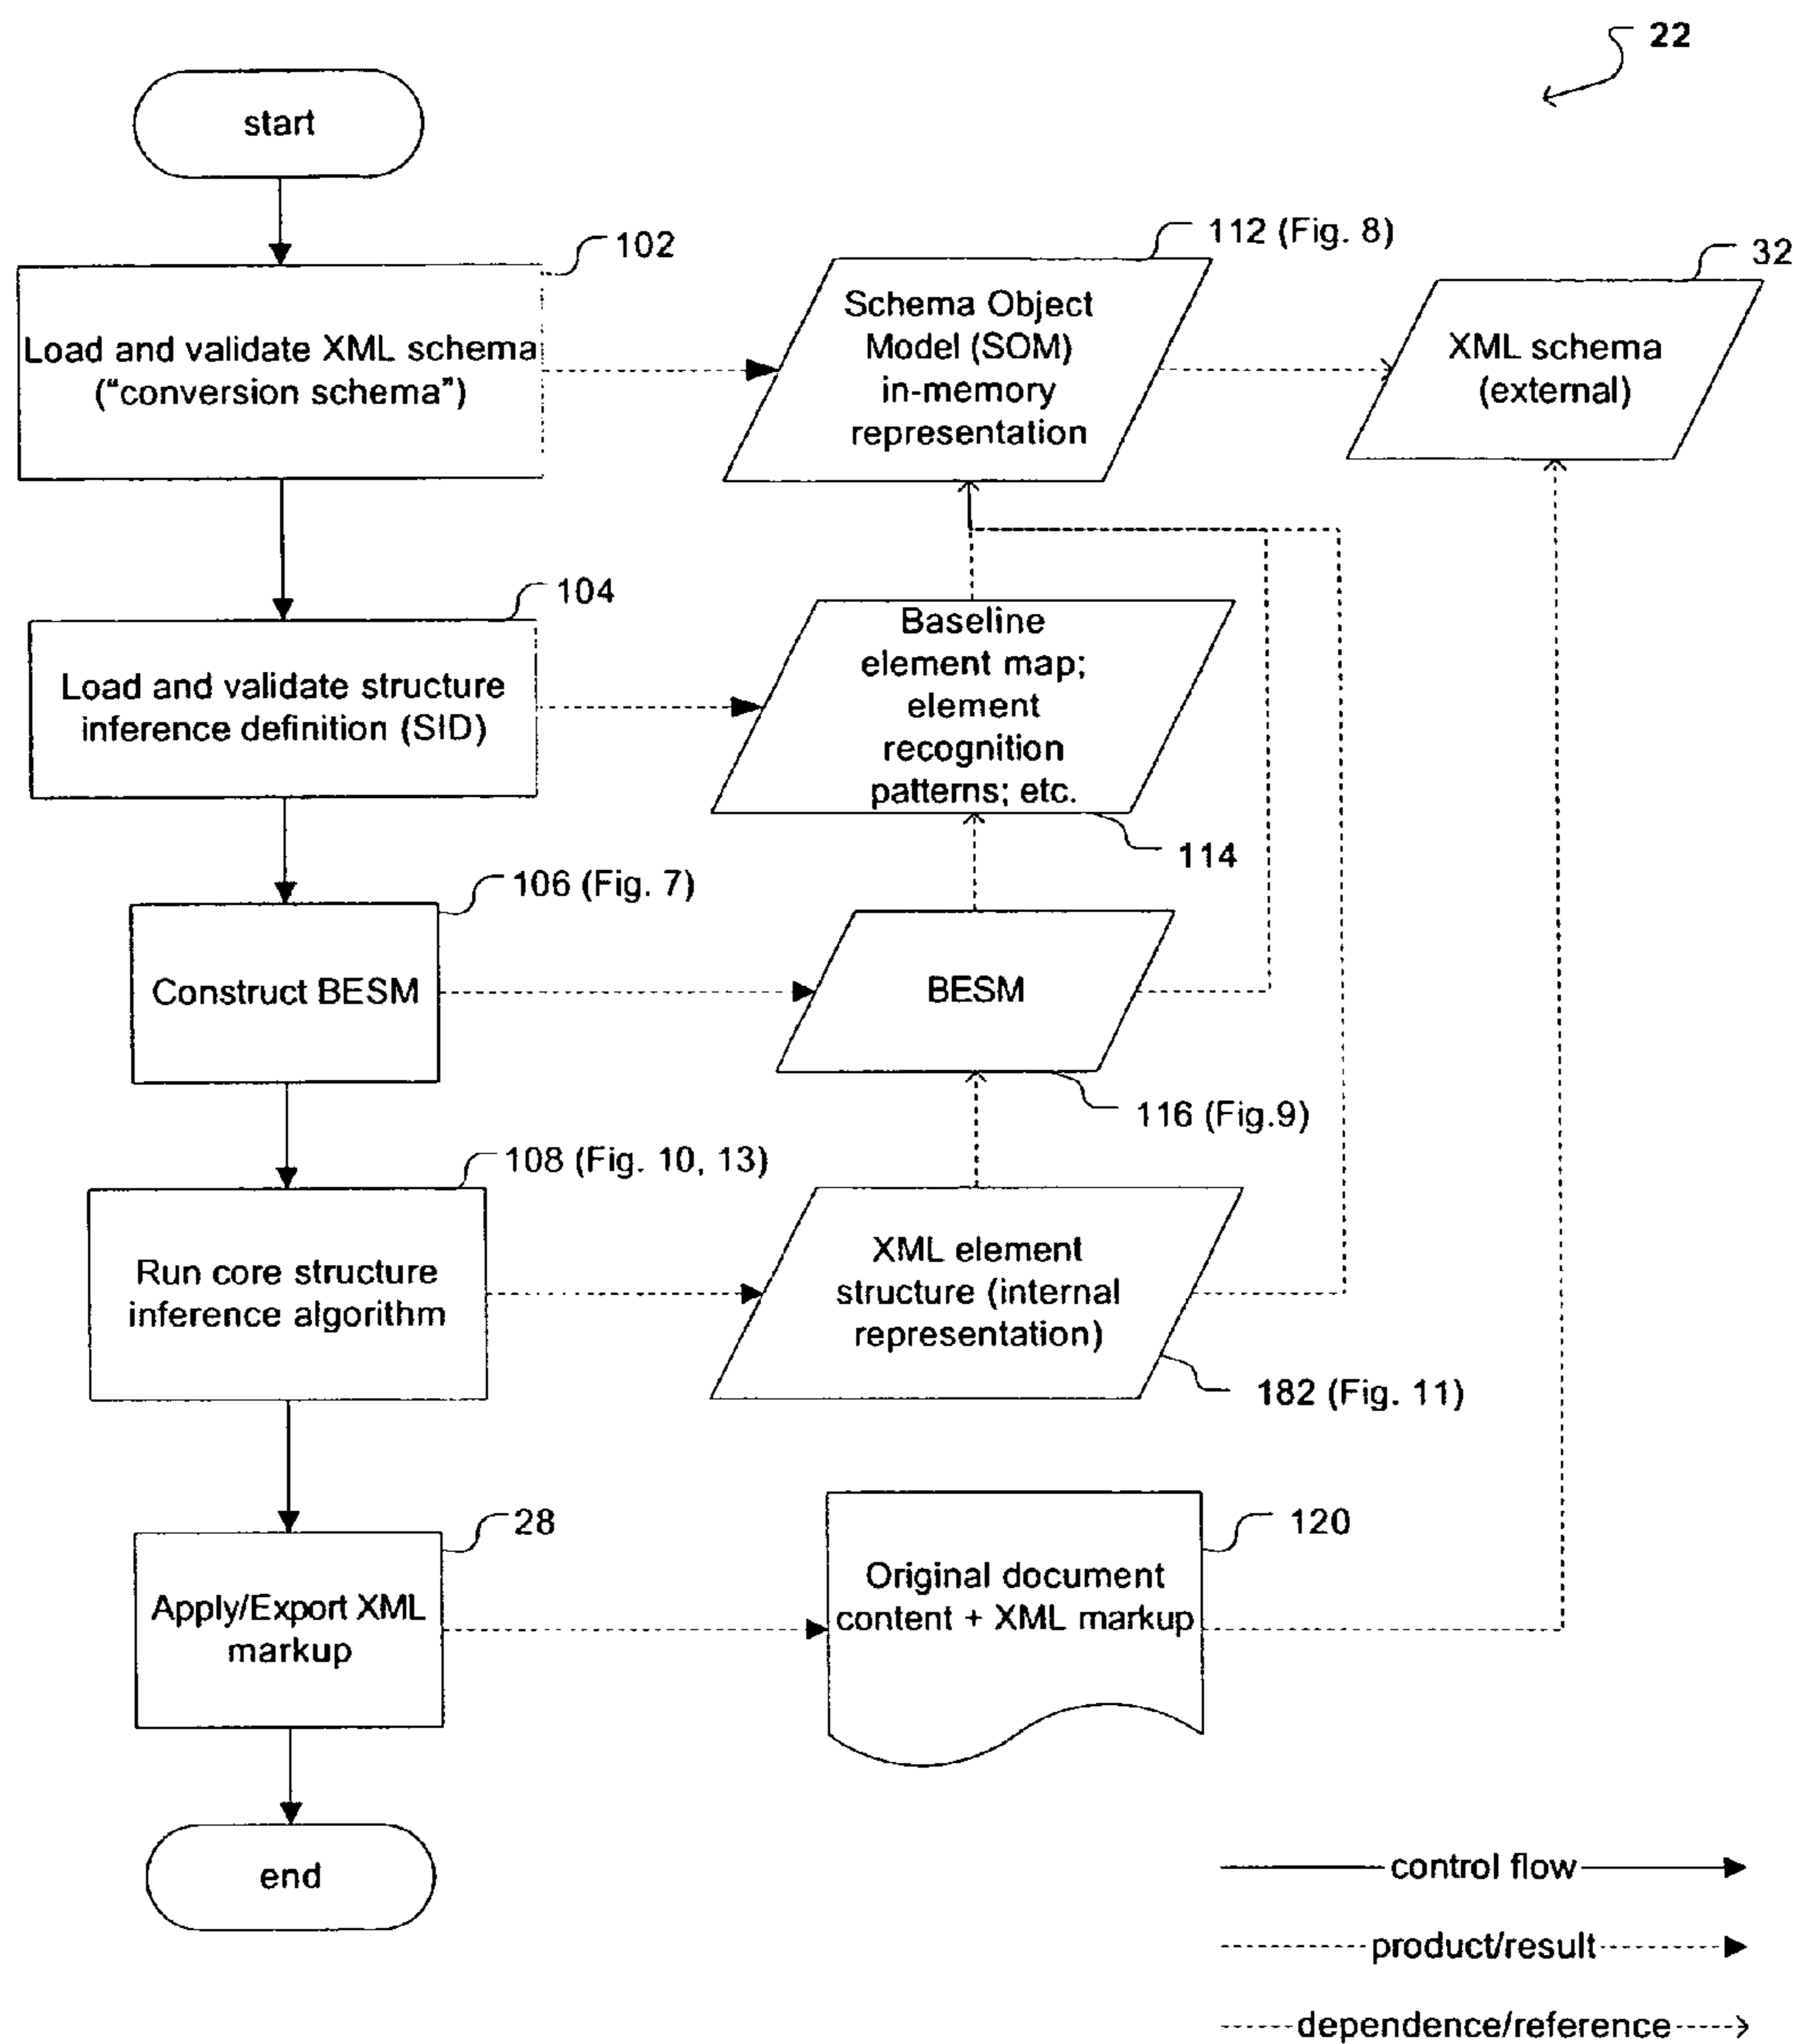 22
start
102
112 (Fig. 8)
32
Load and validate XML schema
("conversion schema")
Schema Object
Model (SOM)
in-memory
representation
XML schema
(external)
104
Load and validate structure
inference definition (SID)
Baseline
element map;
element
recognition
patterns; etc.
114
106 (Fig. 7)
Construct BESM
BESM
116 (Fig.9)
108 (Fig. 10, 13)
Run core structure
inference algorithm
XML element
structure (internal
representation)
182 (Fig. 11)
28
120
Apply/Export XML
markup
Original document
content + XML markup
end
control flow
product/result
dependence/reference